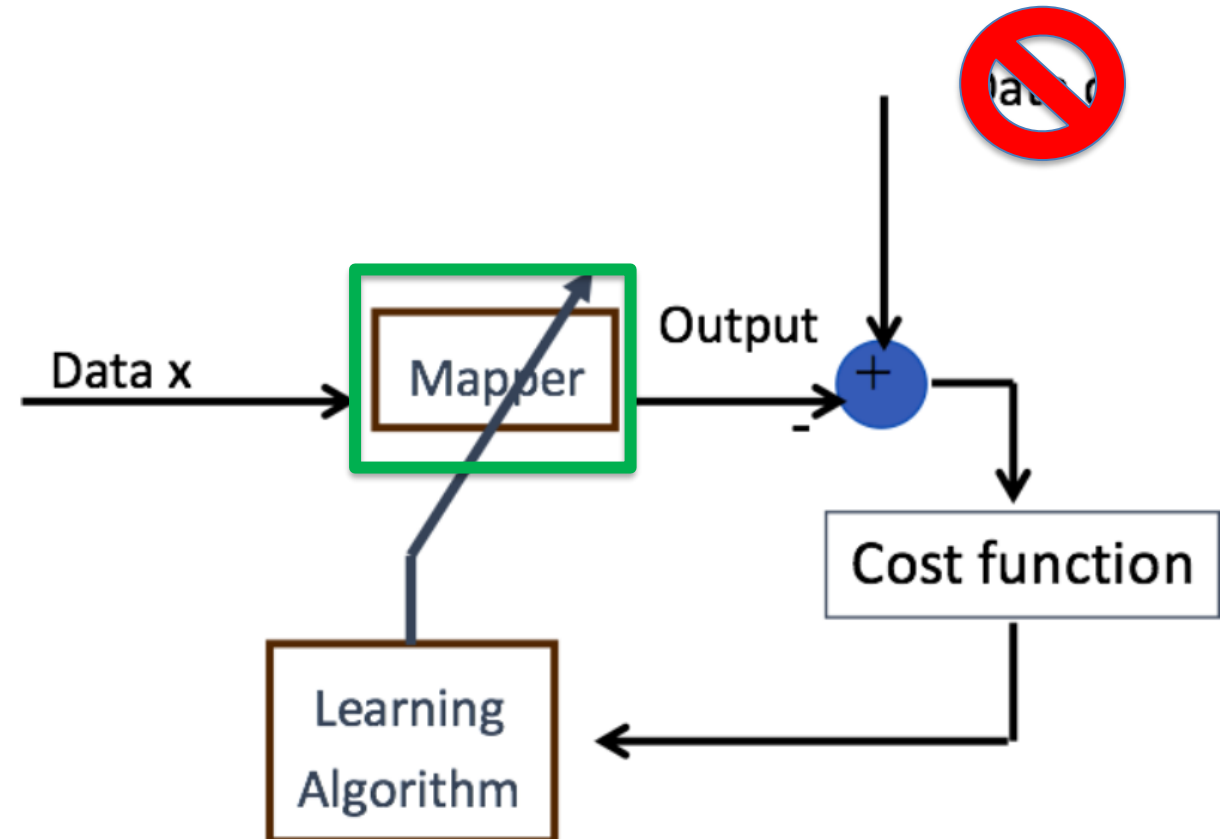 Output
Data x
Mapper
+
-
Cost function
Learning
Algorithm